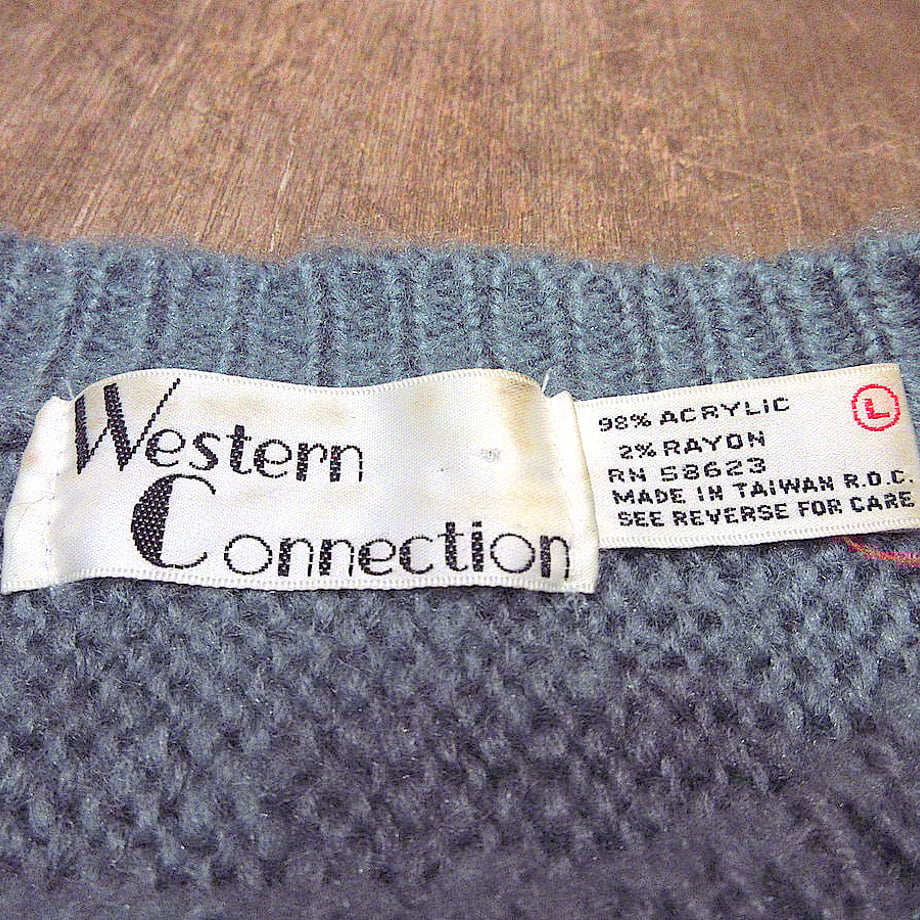 Western
Connection
98% ACRYLIC
L
2% RAYON
RN 58623
MADE IN TAIWAN R.O.C.
SEE REVERSE FOR CARE